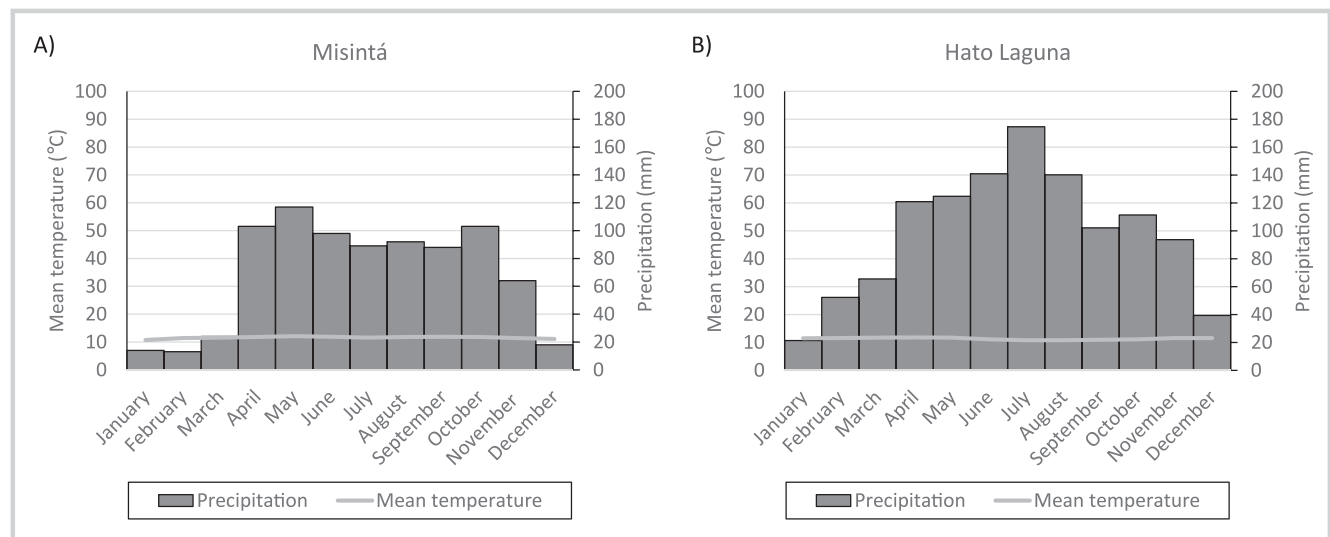 A)
Misintá
Mean temperature (°C)
100
90
80
70
60
50
40
30
20
10
0
200
180
160
140
120
100
80
60
40
20
0
Precipitation (mm)
January
February
March
April
May
June
July
August
September
October
November
December
Precipitation
Mean temperature
B)
Hato Laguna
Mean temperature (°C)
100
90
80
70
60
50
40
30
20
10
0
200
180
160
140
120
100
80
60
40
20
0
Precipitation (mm)
January
February
March
April
May
June
July
August
September
October
November
December
Precipitation
Mean temperature